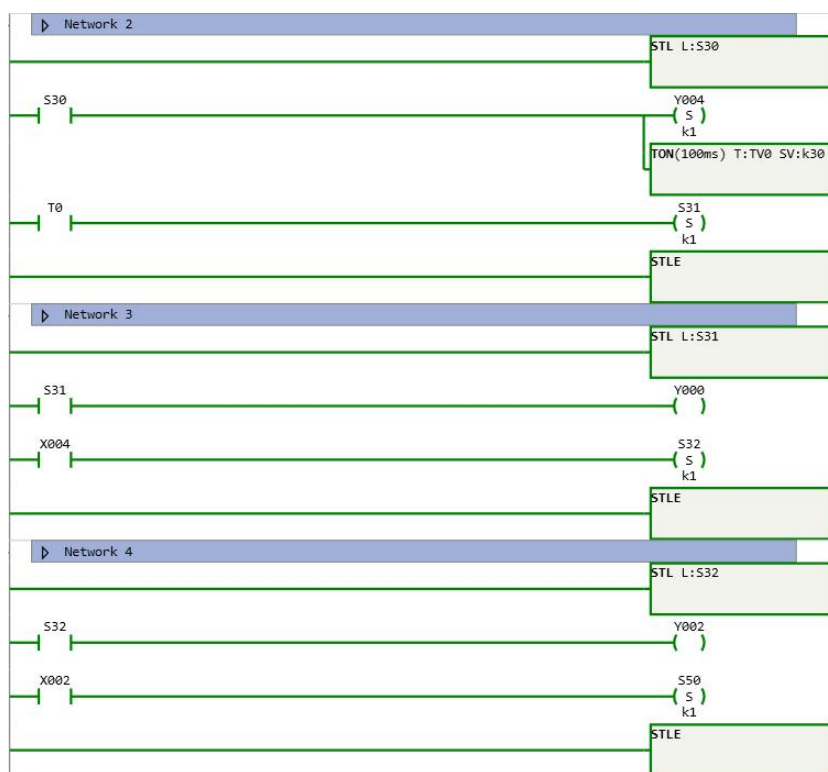 Network 2
STL L:S30
S30 Y004
S
k1
TON(100ms) T:TV0 SV:k30
T0 S31
S
k1
STLE
Network 3
STL L:S31
S31 Y000
X004 S32
S
k1
STLE
Network 4
STL L:S32
S32 Y002
X002 S50
S
k1
STLE